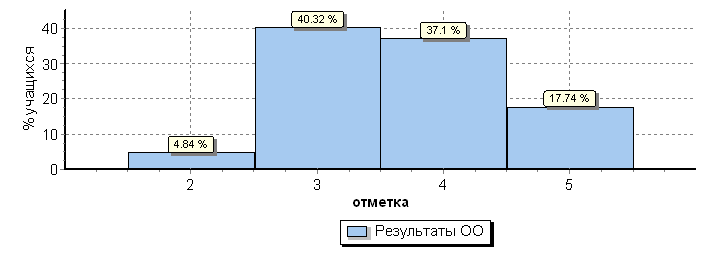 % учащихся
40
30
20
10
0
4.84 %
40.32 %
37.1 %
17.74 %
2 3 4 5
отметка
Результаты ОО